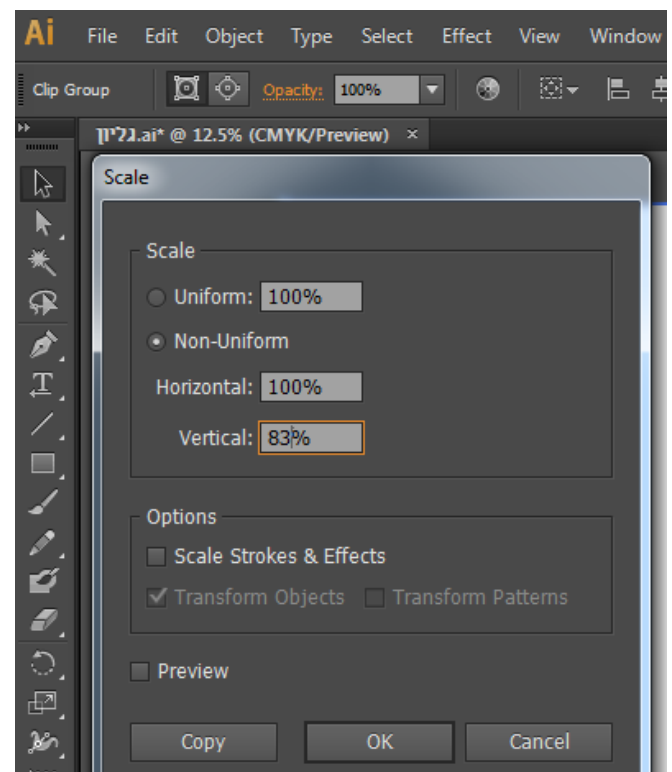 Ai File Edit Object Type Select Effect View Window
Clip Group Opacity: 100%
גליון.ai* @ 12.5% (CMYK/Preview) ×
Scale
Scale
Uniform: 100%
Non-Uniform
Horizontal: 100%
Vertical: 83%
Options
Scale Strokes & Effects
Transform Objects Transform Patterns
Preview
Copy OK Cancel